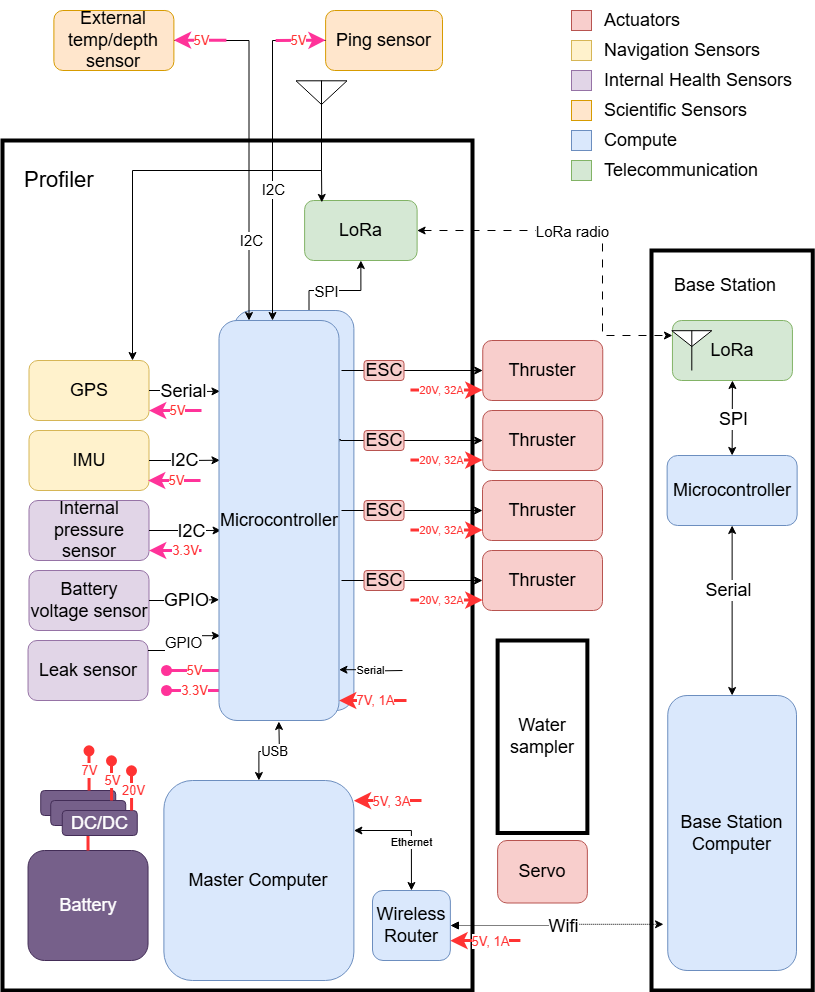 External
temp/depth
sensor
5V
5V
Ping sensor
Actuators
Navigation Sensors
Internal Health Sensors
Scientific Sensors
Compute
Telecommunication
Profiler
I2C
I2C
LoRa
LoRa radio
SPI
Base Station
LoRa
SPI
Microcontroller
Serial
Base Station
Computer
GPS
Serial
5V
IMU
I2C
5V
Internal
pressure
sensor
I2C
3.3V
Battery
voltage sensor
GPIO
Leak sensor
GPIO
5V
3.3V
Microcontroller
ESC
Thruster
20V, 32A
ESC
Thruster
20V, 32A
ESC
Thruster
20V, 32A
ESC
Thruster
20V, 32A
Serial
7V, 1A
USB
Water
sampler
Servo
7V
5V
20V
DC/DC
Battery
Master Computer
5V, 3A
Ethernet
Wireless
Router
5V, 1A
Wifi